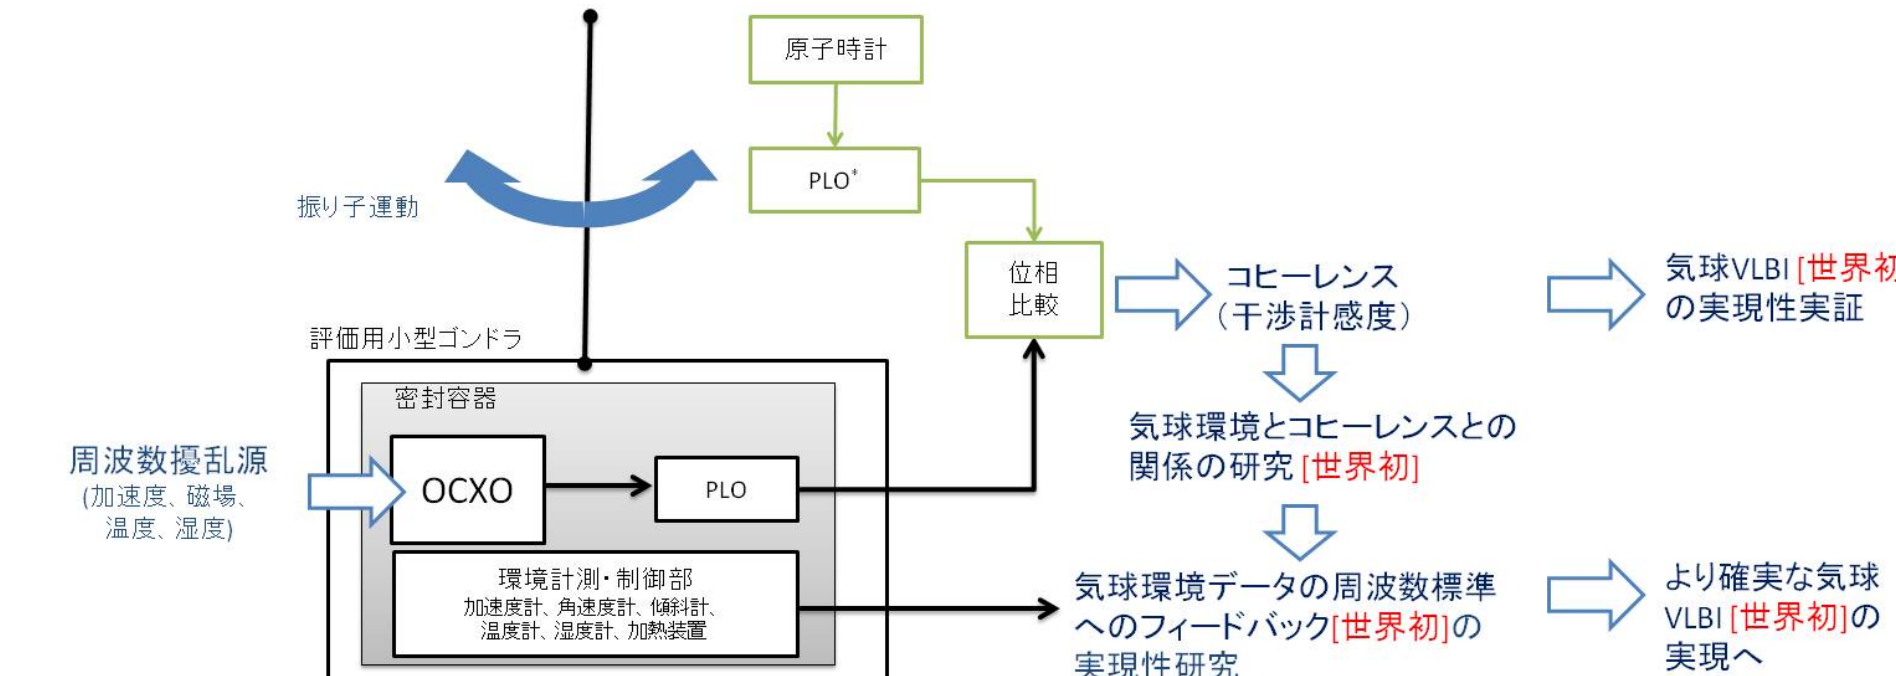 原子時計
PLO*
振り子運動
位相
比較
コヒーレンス
(干渉計感度)
気球VLBI[世界初
の実現性実証
評価用小型ゴンドラ
密封容器
周波数擾乱源
(加速度、磁場、
温度、湿度)
OCXO
PLO
気球環境とコヒーレンスとの
関係の研究[世界初]
環境計測・制御部
加速度計、角速度計、傾斜計、
温度計、湿度計、加熱装置
気球環境データの周波数標準
へのフィードバック[世界初]の
実現性研究
より確実な気球
VLBI[世界初]の
実現へ